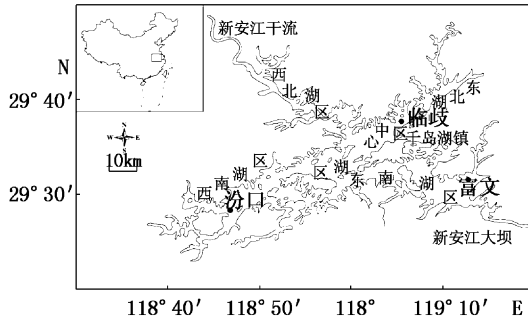 新安江干流
N
29°40′
29°30′
N
W E
S
10km
西北湖区
东北湖
临歧
中心区
千岛湖镇
湖区
西南湖区
汾口
东南湖区
富文
新安江大坝
118°40′ 118°50′ 118° 119°10′ E